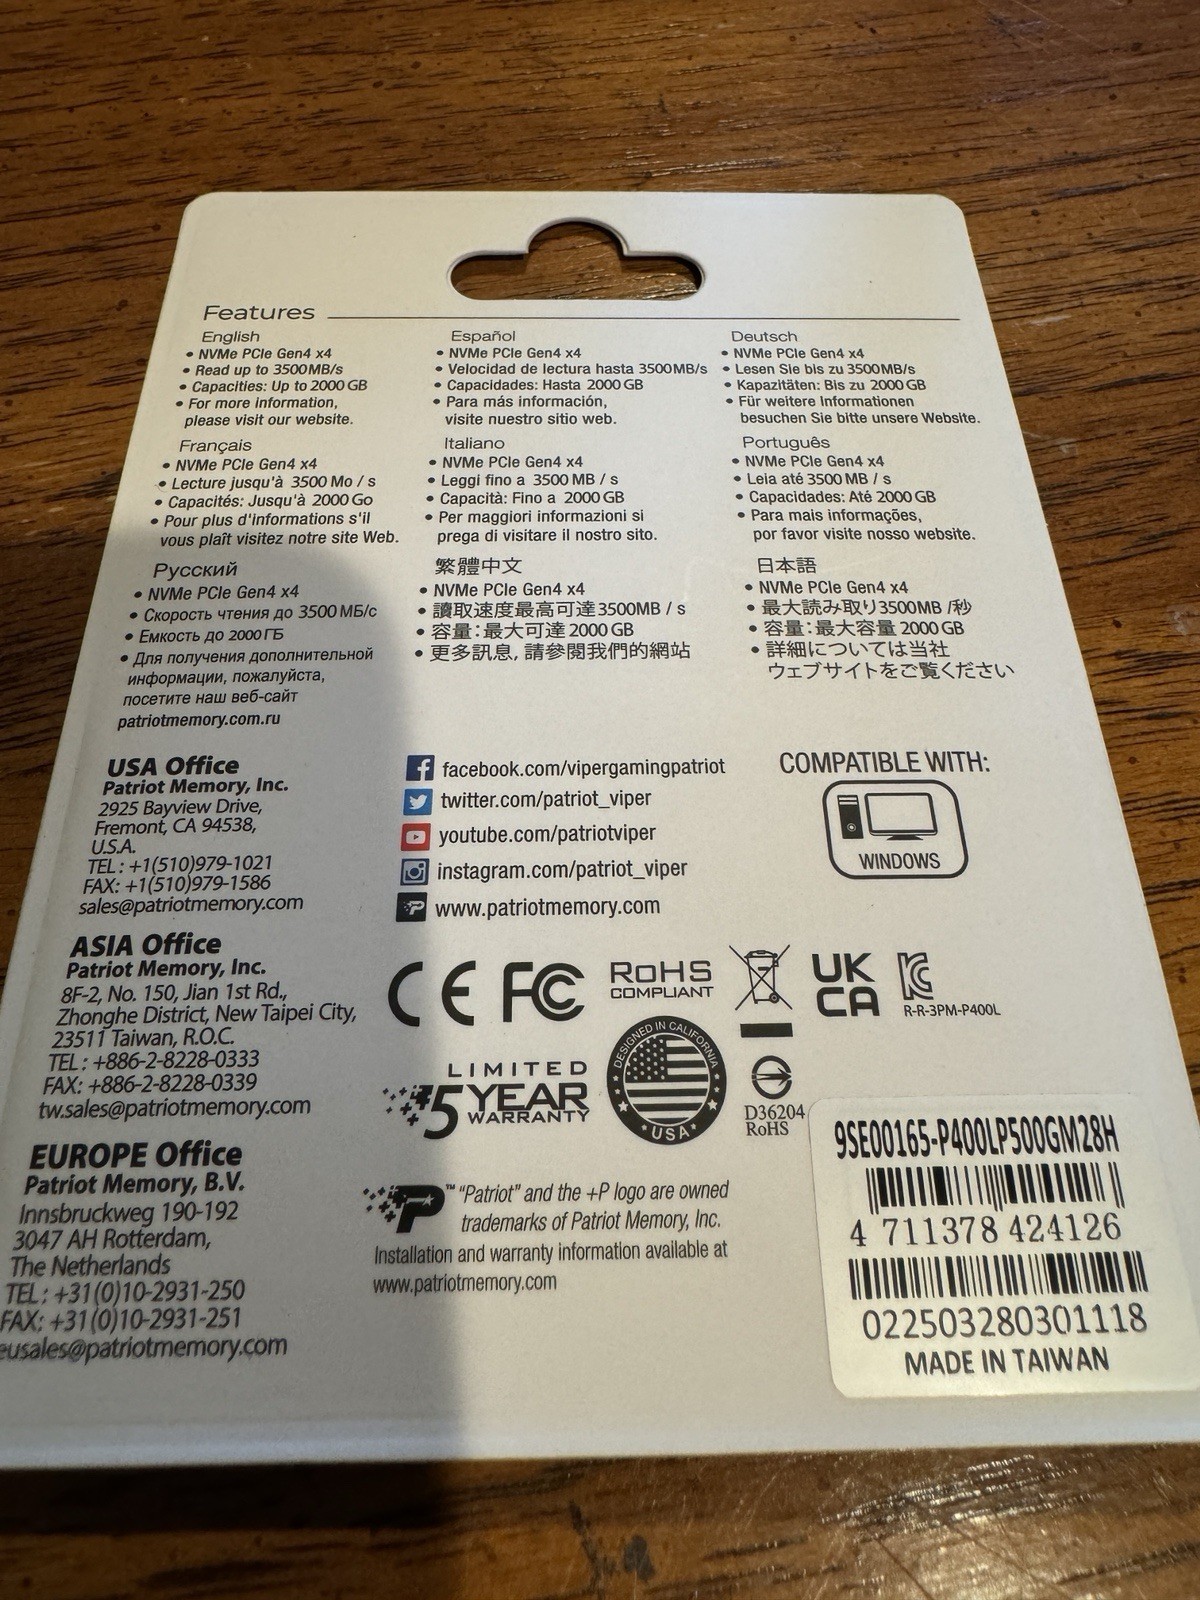 Features
English
• NVMe PCIe Gen4 x4
• Read up to 3500MB/s
• Capacities: Up to 2000 GB
• For more information,
please visit our website.
Español
• NVMe PCIe Gen4 x4
• Velocidad de lectura hasta 3500MB/s
• Capacidades: Hasta 2000 GB
• Para más información,
visite nuestro sitio web.
Deutsch
• NVMe PCIe Gen4 x4
• Lesen Sie bis zu 3500MB/s
• Kapazitäten: Bis zu 2000 GB
• Für weitere Informationen
besuchen Sie bitte unsere Website.
Français
• NVMe PCIe Gen4 x4
• Lecture jusqu'à 3500 Mo / s
• Capacités: Jusqu'à 2000 Go
• Pour plus d'informations s'il
vous plaît visitez notre site Web.
Italiano
• NVMe PCIe Gen4 x4
• Leggi fino a 3500 MB / s
• Capacità: Fino a 2000 GB
• Per maggiori informazioni si
prega di visitare il nostro sito.
Português
• NVMe PCIe Gen4 x4
• Leia até 3500 MB / s
• Capacidades: Até 2000 GB
• Para mais informações,
por favor visite nosso website.
Русский
• NVMe PCIe Gen4 x4
• Скорость чтения до 3500 МБ/с
• Емкость до 2000 ГБ
• Для получения дополнительной
информации, пожалуйста,
посетите наш веб-сайт
patriotmemory.com.ru
繁體中文
• NVMe PCIe Gen4 x4
• 讀取速度最高可達3500MB / s
• 容量：最大可達 2000 GB
• 更多訊息, 請參閱我們的網站
日本語
• NVMe PCIe Gen4 x4
• 最大読み取り3500MB /秒
• 容量：最大容量 2000 GB
• 詳細については当社
ウェブサイトをご覧ください
USA Office
Patriot Memory, Inc.
2925 Bayview Drive,
Fremont, CA 94538,
U.S.A.
TEL : +1(510)979-1021
FAX: +1(510)979-1586
sales@patriotmemory.com
ASIA Office
Patriot Memory, Inc.
8F-2, No. 150, Jian 1st Rd.,
Zhonghe District, New Taipei City,
23511 Taiwan, R.O.C.
TEL : +886-2-8228-0333
FAX: +886-2-8228-0339
tw.sales@patriotmemory.com
EUROPE Office
Patriot Memory, B.V.
Innsbruckweg 190-192
3047 AH Rotterdam,
The Netherlands
TEL : +31(0)10-2931-250
FAX: +31(0)10-2931-251
eusales@patriotmemory.com
facebook.com/vipergamingpatriot
twitter.com/patriot_viper
youtube.com/patriotviper
instagram.com/patriot_viper
www.patriotmemory.com
COMPATIBLE WITH:
WINDOWS
CE FC RoHS
COMPLIANT
UK
CA
R-R-3PM-P400L
LIMITED
5 YEAR
WARRANTY
DESIGNED IN CALIFORNIA
USA
D36204
RoHS
P™ "Patriot" and the +P logo are owned
trademarks of Patriot Memory, Inc.
Installation and warranty information available at
www.patriotmemory.com
9SE00165-P400LP500GM28H
4 711378 424126
022503280301118
MADE IN TAIWAN